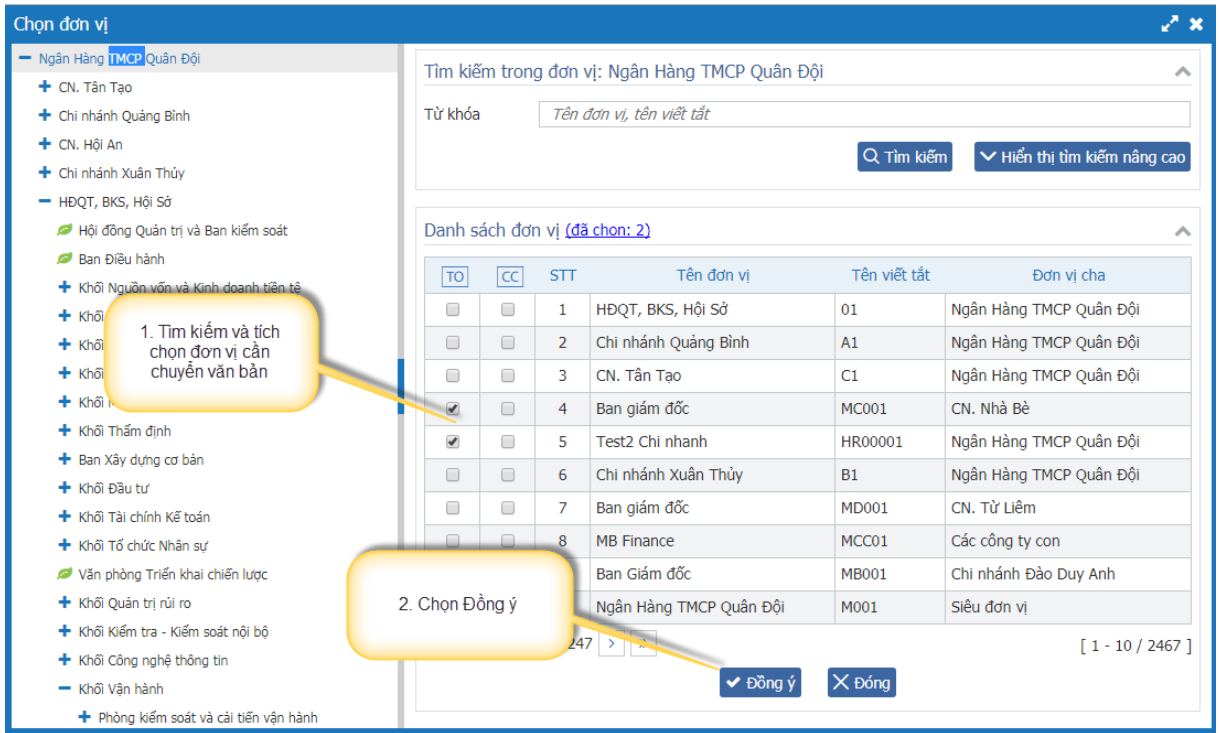 Chọn đơn vị
Ngân Hàng TMCP Quân Đội
CN. Tân Tạo
Chi nhánh Quảng Bình
CN. Hội An
Chi nhánh Xuân Thủy
HĐQT, BKS, Hội Sở
Hội đồng Quản trị và Ban kiểm soát
Ban Điều hành
Khối Nguồn vốn và Kinh doanh tiền tệ
Khối
Khối
Khối
Khối
Khối Thẩm định
Ban Xây dựng cơ bản
Khối Đầu tư
Khối Tài chính Kế toán
Khối Tổ chức Nhân sự
Văn phòng Triển khai chiến lược
Khối Quản trị rủi ro
Khối Kiểm tra - Kiểm soát nội bộ
Khối Công nghệ thông tin
Khối Vận hành
Phòng kiểm soát và cải tiến vận hành
1. Tìm kiếm và tích
chọn đơn vị cần
chuyển văn bản
Tìm kiếm trong đơn vị: Ngân Hàng TMCP Quân Đội
Từ khóa Tên đơn vị, tên viết tắt
Tìm kiếm Hiển thị tìm kiếm nâng cao
Danh sách đơn vị (đã chọn: 2)
TO CC STT Tên đơn vị Tên viết tắt Đơn vị cha
1 HĐQT, BKS, Hội Sở 01 Ngân Hàng TMCP Quân Đội
2 Chi nhánh Quảng Bình A1 Ngân Hàng TMCP Quân Đội
3 CN. Tân Tạo C1 Ngân Hàng TMCP Quân Đội
4 Ban giám đốc MC001 CN. Nhà Bè
5 Test2 Chi nhanh HR00001 Ngân Hàng TMCP Quân Đội
6 Chi nhánh Xuân Thủy B1 Ngân Hàng TMCP Quân Đội
7 Ban giám đốc MD001 CN. Từ Liêm
8 MB Finance MCC01 Các công ty con
Ban Giám đốc MB001 Chi nhánh Đào Duy Anh
Ngân Hàng TMCP Quân Đội M001 Siêu đơn vị
2. Chọn Đồng ý
247 > » [ 1 - 10 / 2467 ]
Đồng ý Đóng